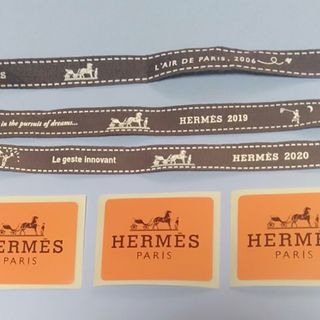 S L'AIR DE PARIS, 2006
in the pursuit of dreams... HERMÈS 2019
Le geste innovant HERMÈS 2020
HERMÈS
PARIS
HERMÈS
PARIS
HERMÈS
PARIS